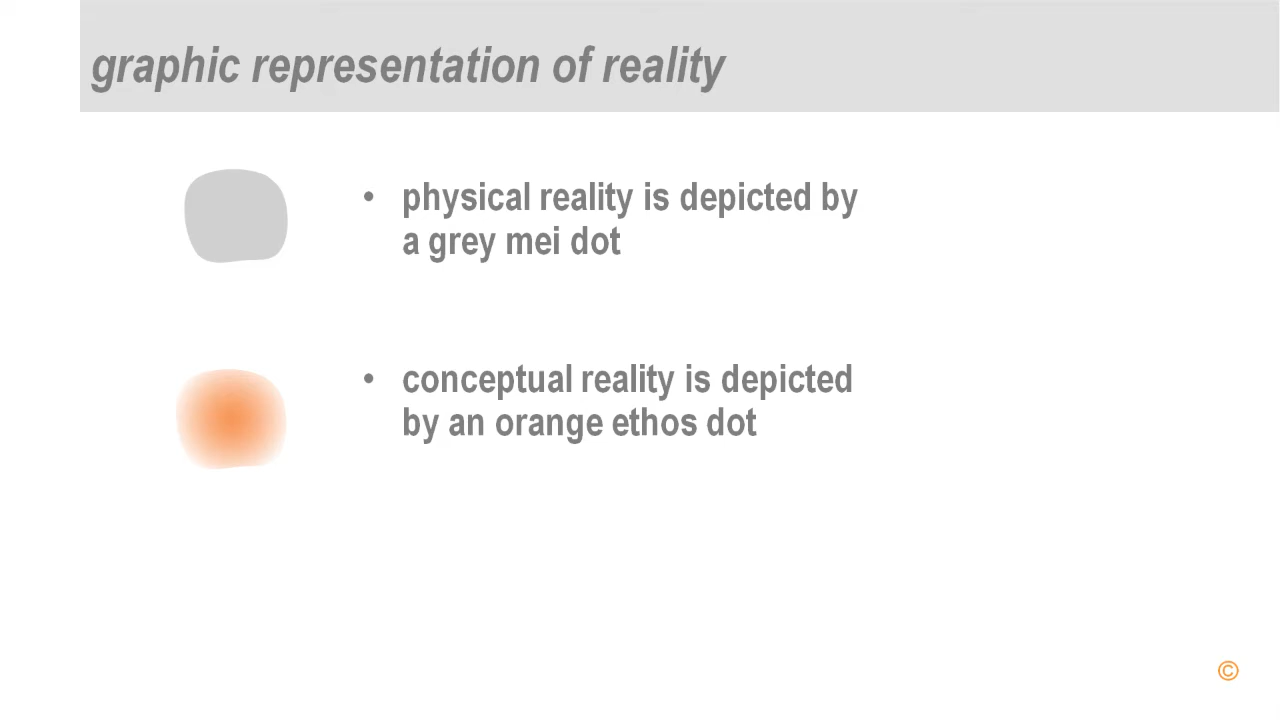 graphic representation of reality
• physical reality is depicted by
a grey mei dot
• conceptual reality is depicted
by an orange ethos dot
©